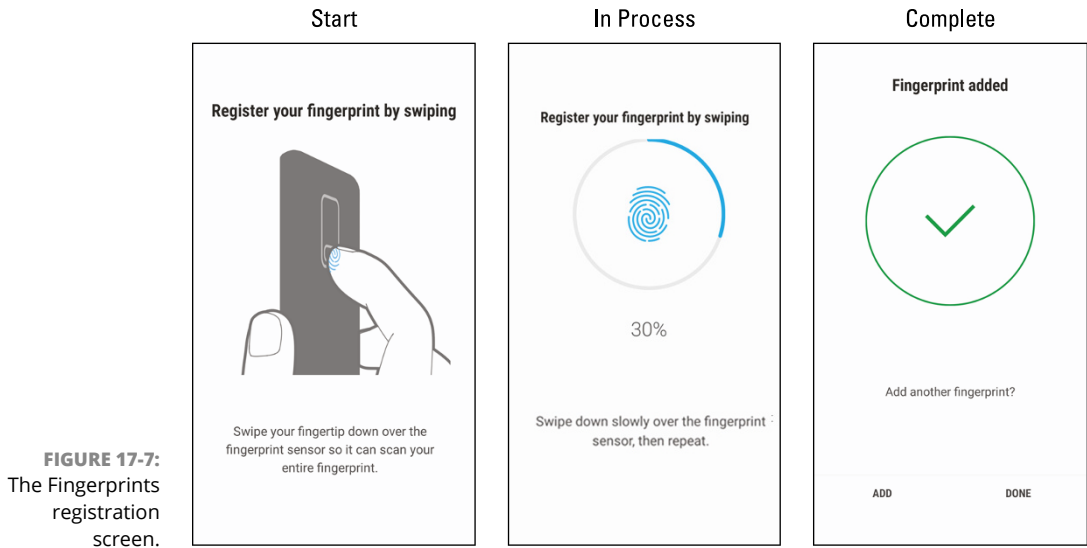 Start
Register your fingerprint by swiping
Swipe your fingertip down over the
fingerprint sensor so it can scan your
entire fingerprint.
In Process
Register your fingerprint by swiping
30%
Swipe down slowly over the fingerprint
sensor, then repeat.
Complete
Fingerprint added
Add another fingerprint?
ADD
DONE
FIGURE 17-7:
The Fingerprints
registration
screen.